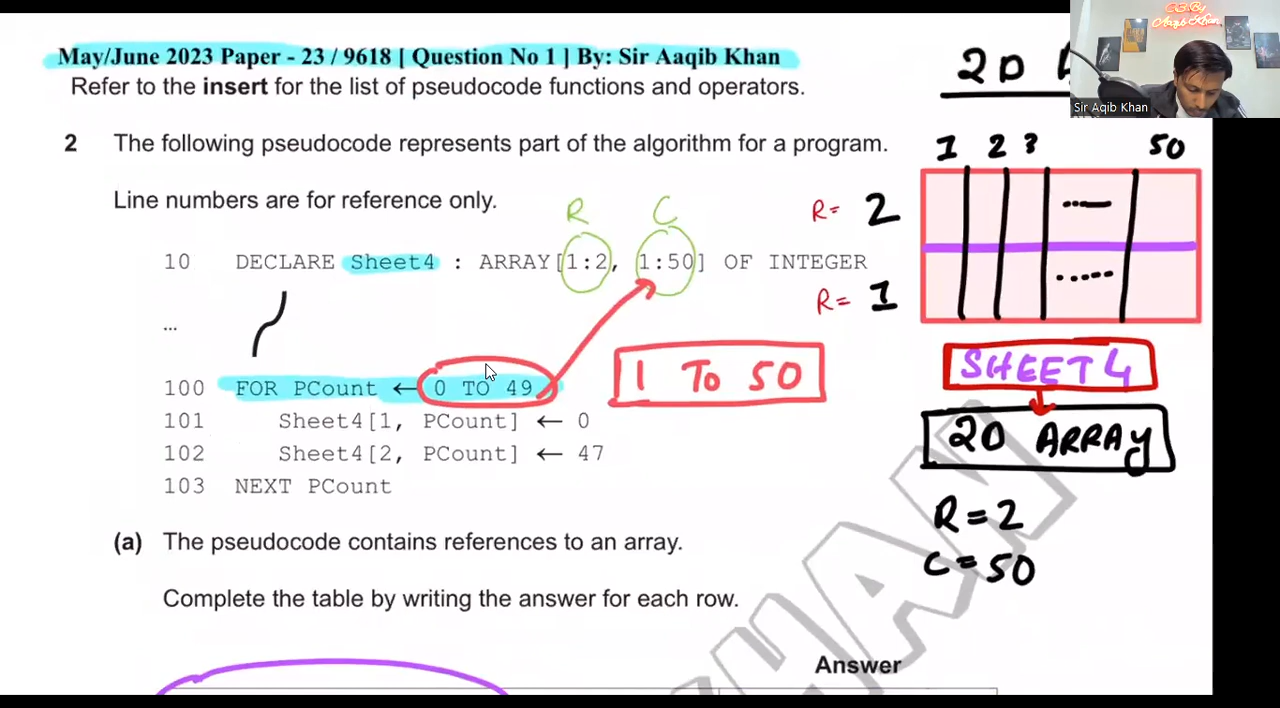 C.S. By
Aaqib Khan
Sir Aqib Khan
May/June 2023 Paper - 23 / 9618 [ Question No 1 ] By: Sir Aaqib Khan
Refer to the insert for the list of pseudocode functions and operators.
2D
2 The following pseudocode represents part of the algorithm for a program.
1 2 3 50
Line numbers are for reference only.
R C
R= 2
10 DECLARE Sheet4 : ARRAY[1:2, 1:50] OF INTEGER
R= 1
...
100 FOR PCount ← 0 TO 49
1 To 50
SHEET4
101 Sheet4[1, PCount] ← 0
2D ARRAY
102 Sheet4[2, PCount] ← 47
103 NEXT PCount
R = 2
(a) The pseudocode contains references to an array.
C = 50
Complete the table by writing the answer for each row.
Answer
KHAN